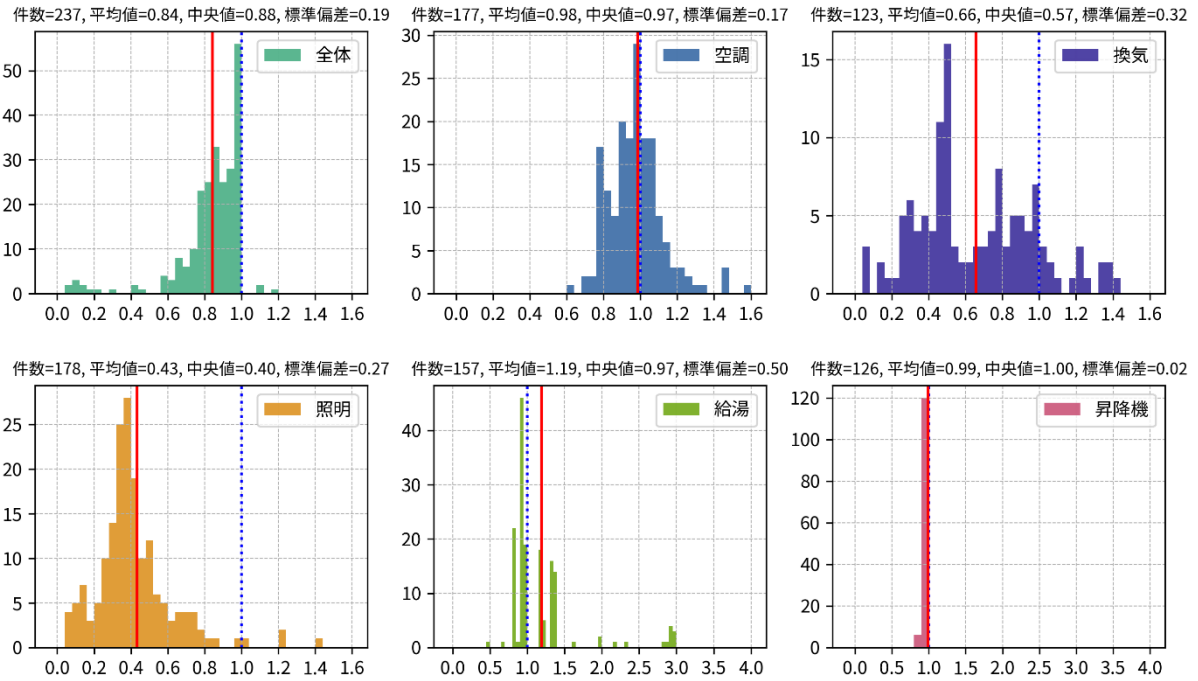 件数=237, 平均値=0.84, 中央値=0.88, 標準偏差=0.19
全体
50
40
30
20
10
0
0.0 0.2 0.4 0.6 0.8 1.0 1.2 1.4 1.6
件数=177, 平均値=0.98, 中央値=0.97, 標準偏差=0.17
空調
30
25
20
15
10
5
0
0.0 0.2 0.4 0.6 0.8 1.0 1.2 1.4 1.6
件数=123, 平均値=0.66, 中央値=0.57, 標準偏差=0.32
換気
15
10
5
0
0.0 0.2 0.4 0.6 0.8 1.0 1.2 1.4 1.6
件数=178, 平均値=0.43, 中央値=0.40, 標準偏差=0.27
照明
25
20
15
10
5
0
0.0 0.2 0.4 0.6 0.8 1.0 1.2 1.4 1.6
件数=157, 平均値=1.19, 中央値=0.97, 標準偏差=0.50
給湯
40
30
20
10
0
0.0 0.5 1.0 1.5 2.0 2.5 3.0 3.5 4.0
件数=126, 平均値=0.99, 中央値=1.00, 標準偏差=0.02
昇降機
120
100
80
60
40
20
0
0.0 0.5 1.0 1.5 2.0 2.5 3.0 3.5 4.0